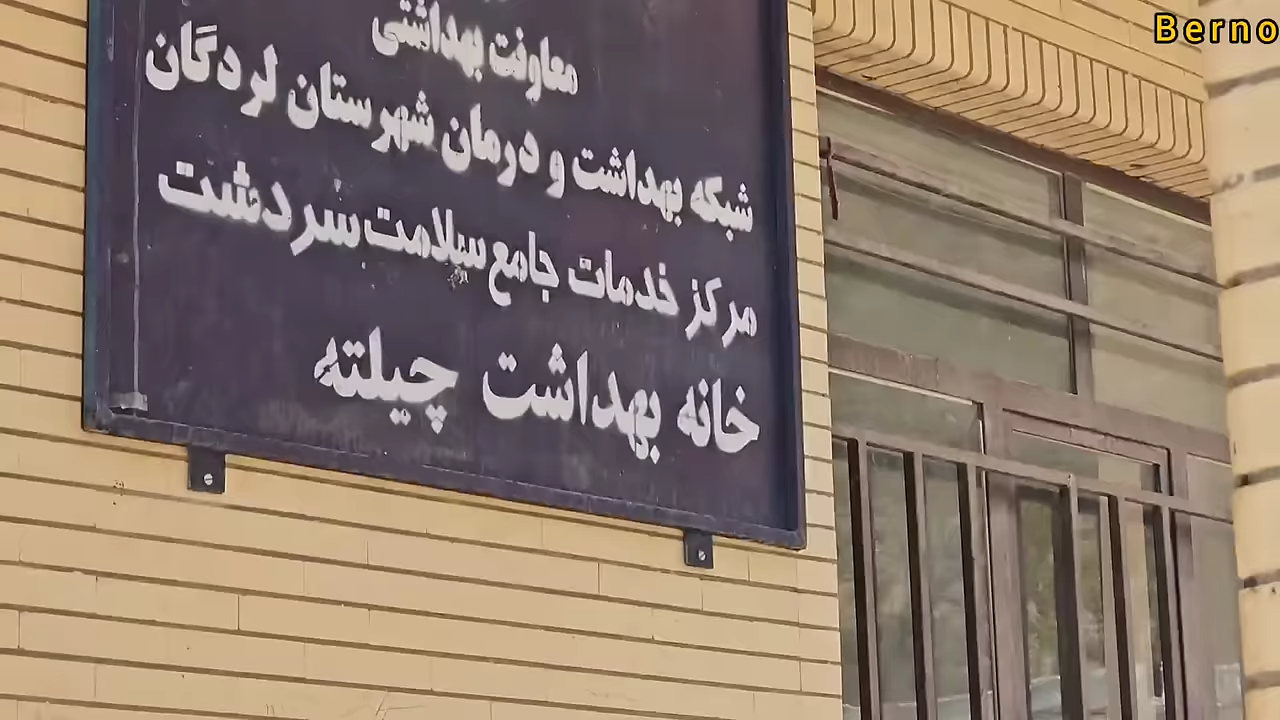 Berno
معاونت بهداشتی
شبکه بهداشت و درمان شهرستان لردگان
مرکز خدمات جامع سلامت سردشت
خانه بهداشت چیلته